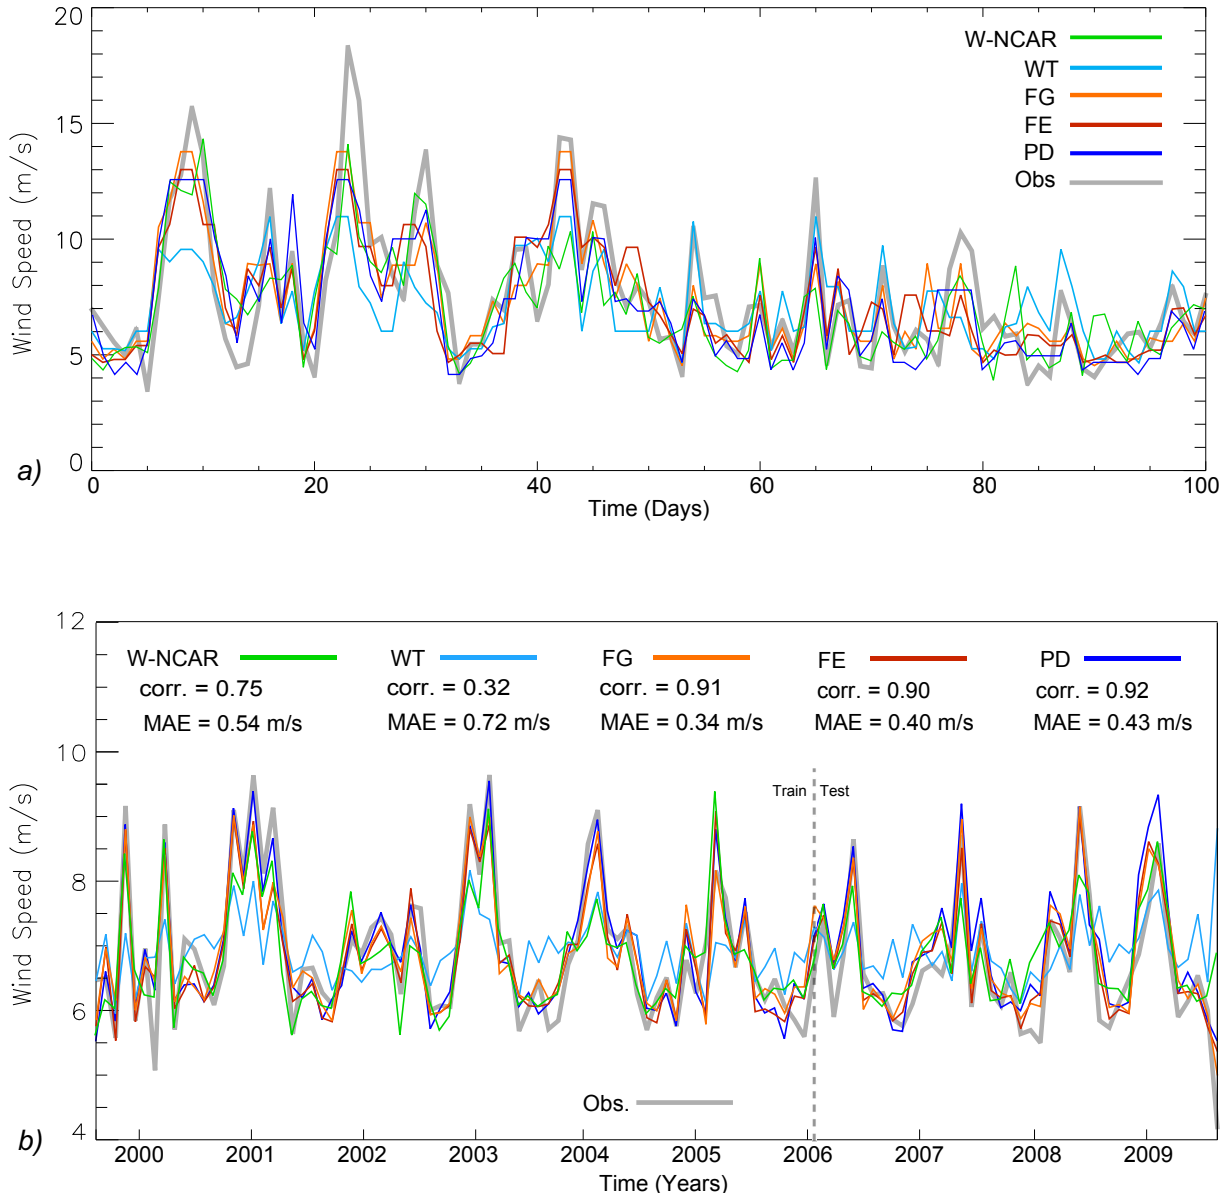 20
15
10
5
0
Wind Speed (m/s)
W-NCAR
WT
FG
FE
PD
Obs
a)
0 20 40 60 80 100
Time (Days)
12
10
8
6
4
Wind Speed (m/s)
W-NCAR WT FG FE PD
corr. = 0.75 corr. = 0.32 corr. = 0.91 corr. = 0.90 corr. = 0.92
MAE = 0.54 m/s MAE = 0.72 m/s MAE = 0.34 m/s MAE = 0.40 m/s MAE = 0.43 m/s
Train Test
Obs.
b)
2000 2001 2002 2003 2004 2005 2006 2007 2008 2009
Time (Years)